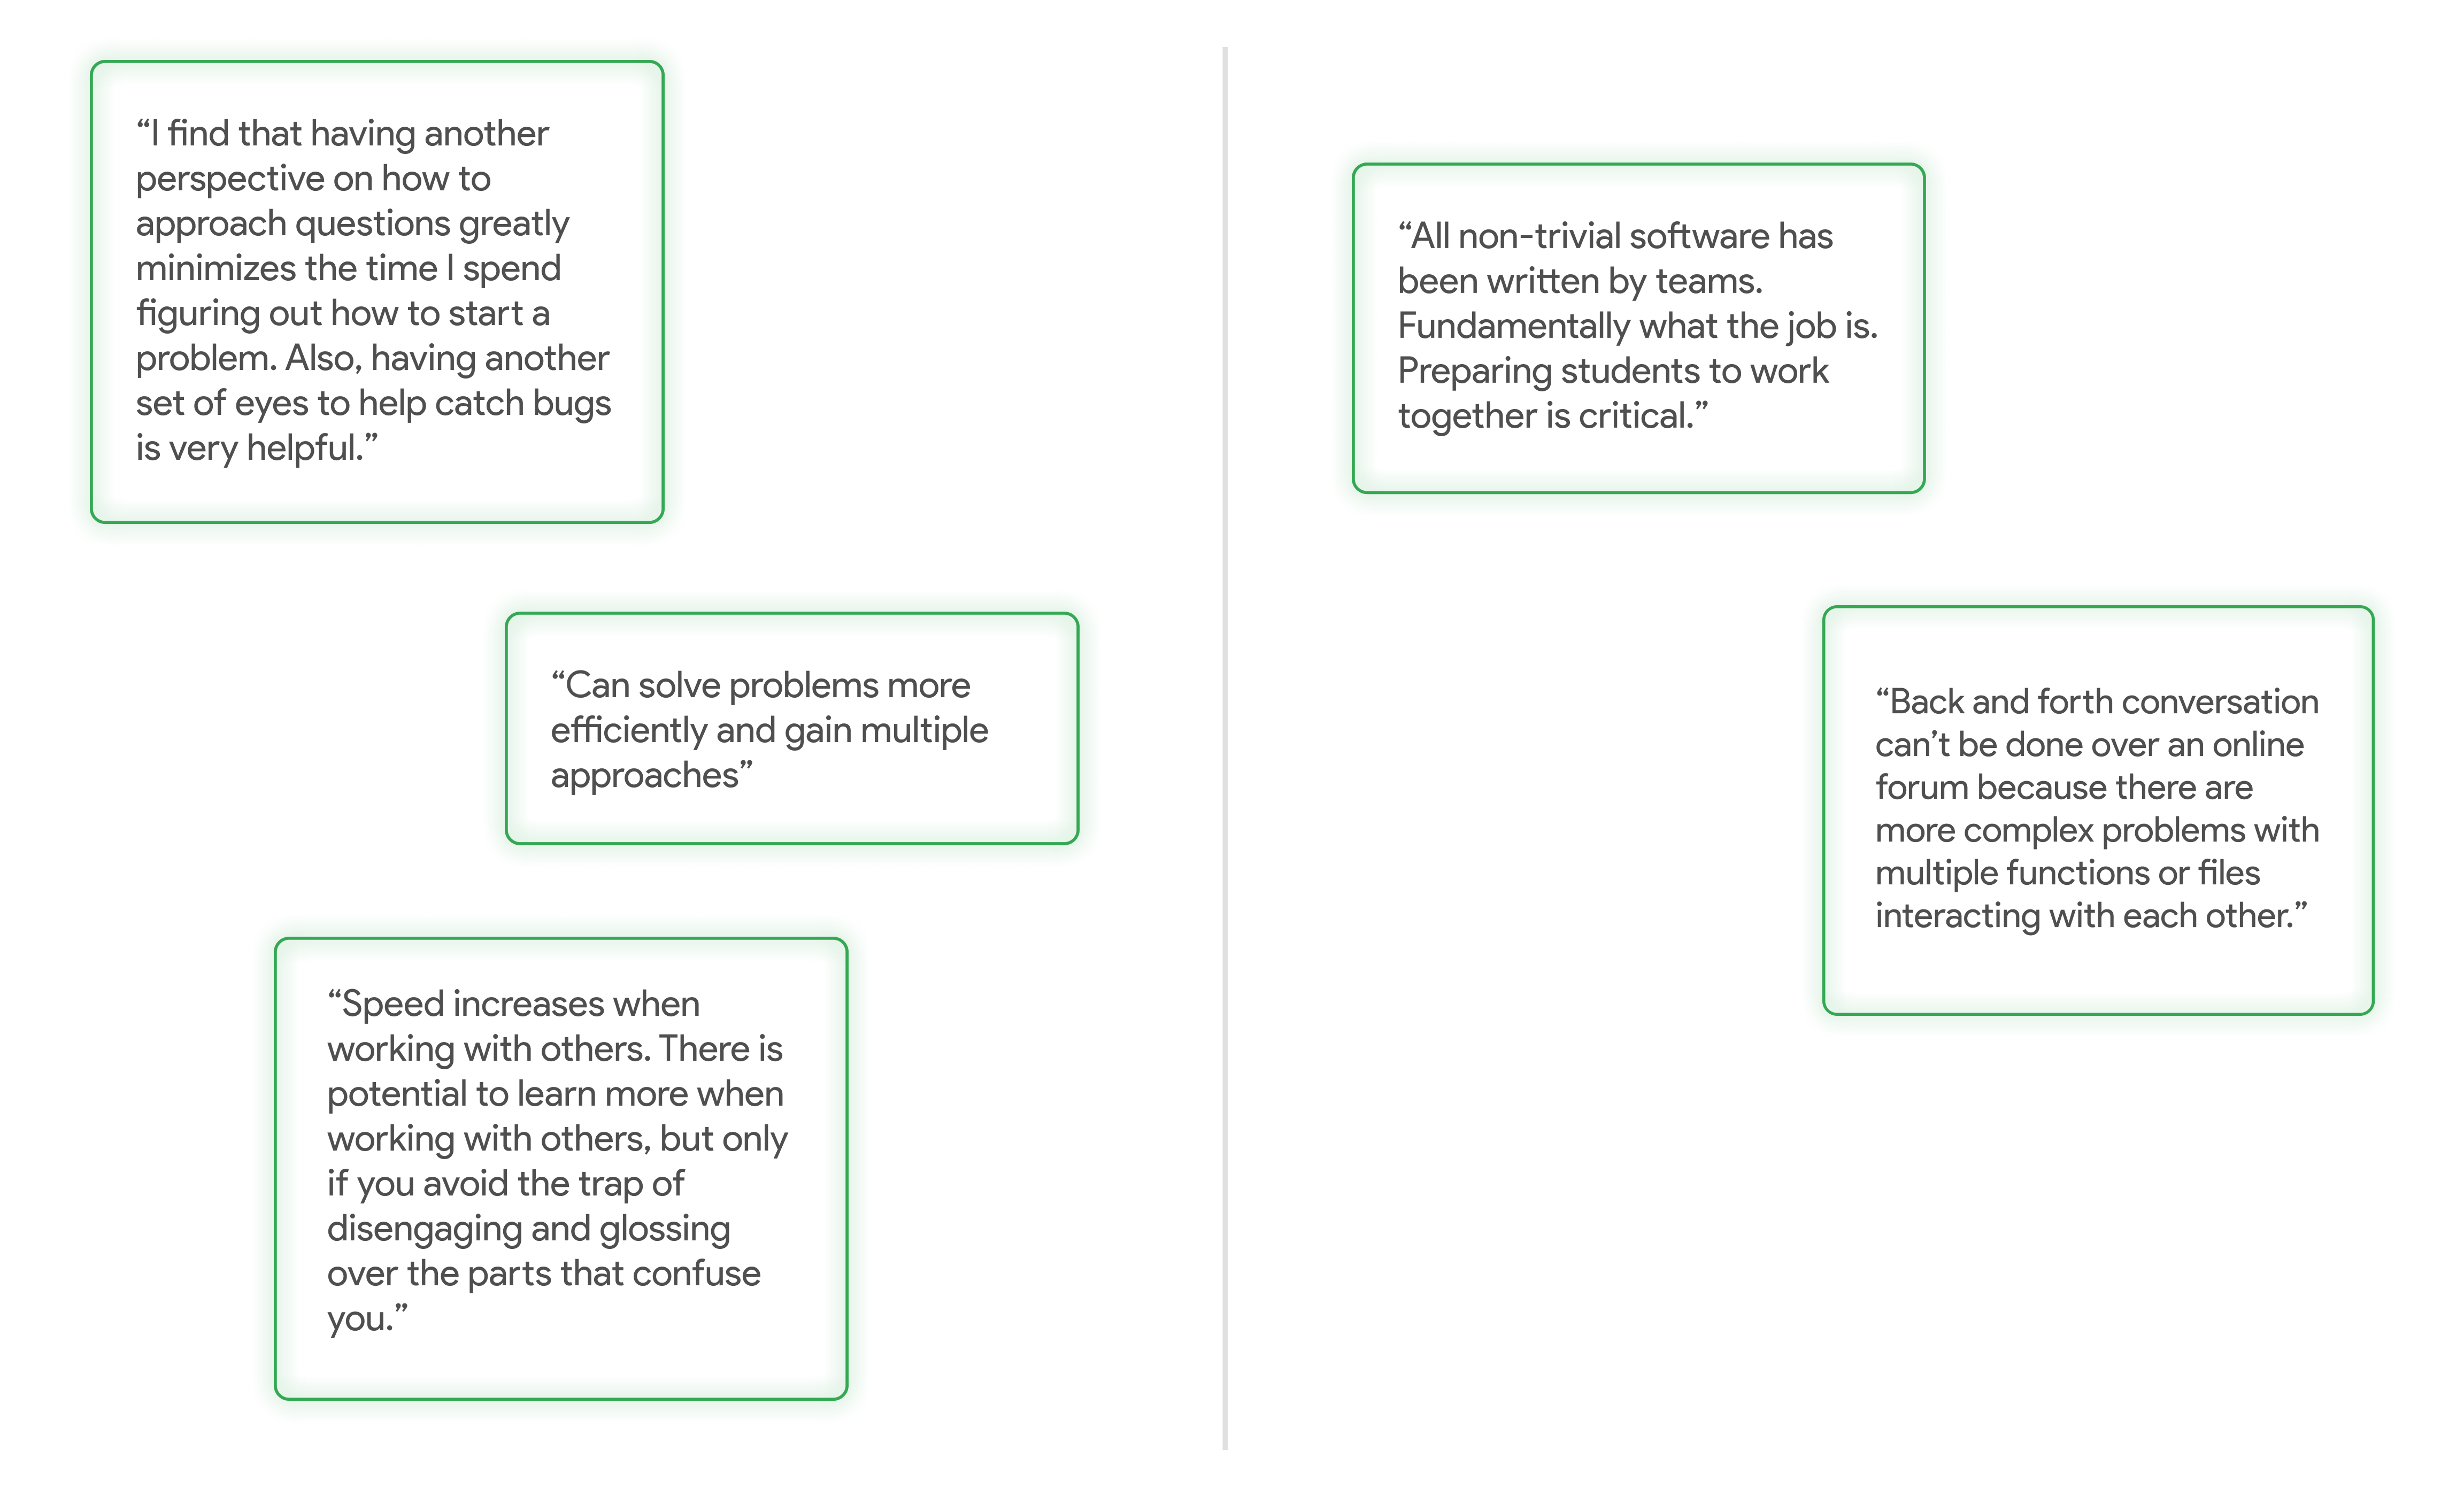 “I find that having another
perspective on how to
approach questions greatly
minimizes the time I spend
figuring out how to start a
problem. Also, having another
set of eyes to help catch bugs
is very helpful.”
“Can solve problems more
efficiently and gain multiple
approaches”
“Speed increases when
working with others. There is
potential to learn more when
working with others, but only
if you avoid the trap of
disengaging and glossing
over the parts that confuse
you.”
“All non-trivial software has
been written by teams.
Fundamentally what the job is.
Preparing students to work
together is critical.”
“Back and forth conversation
can’t be done over an online
forum because there are
more complex problems with
multiple functions or files
interacting with each other.”